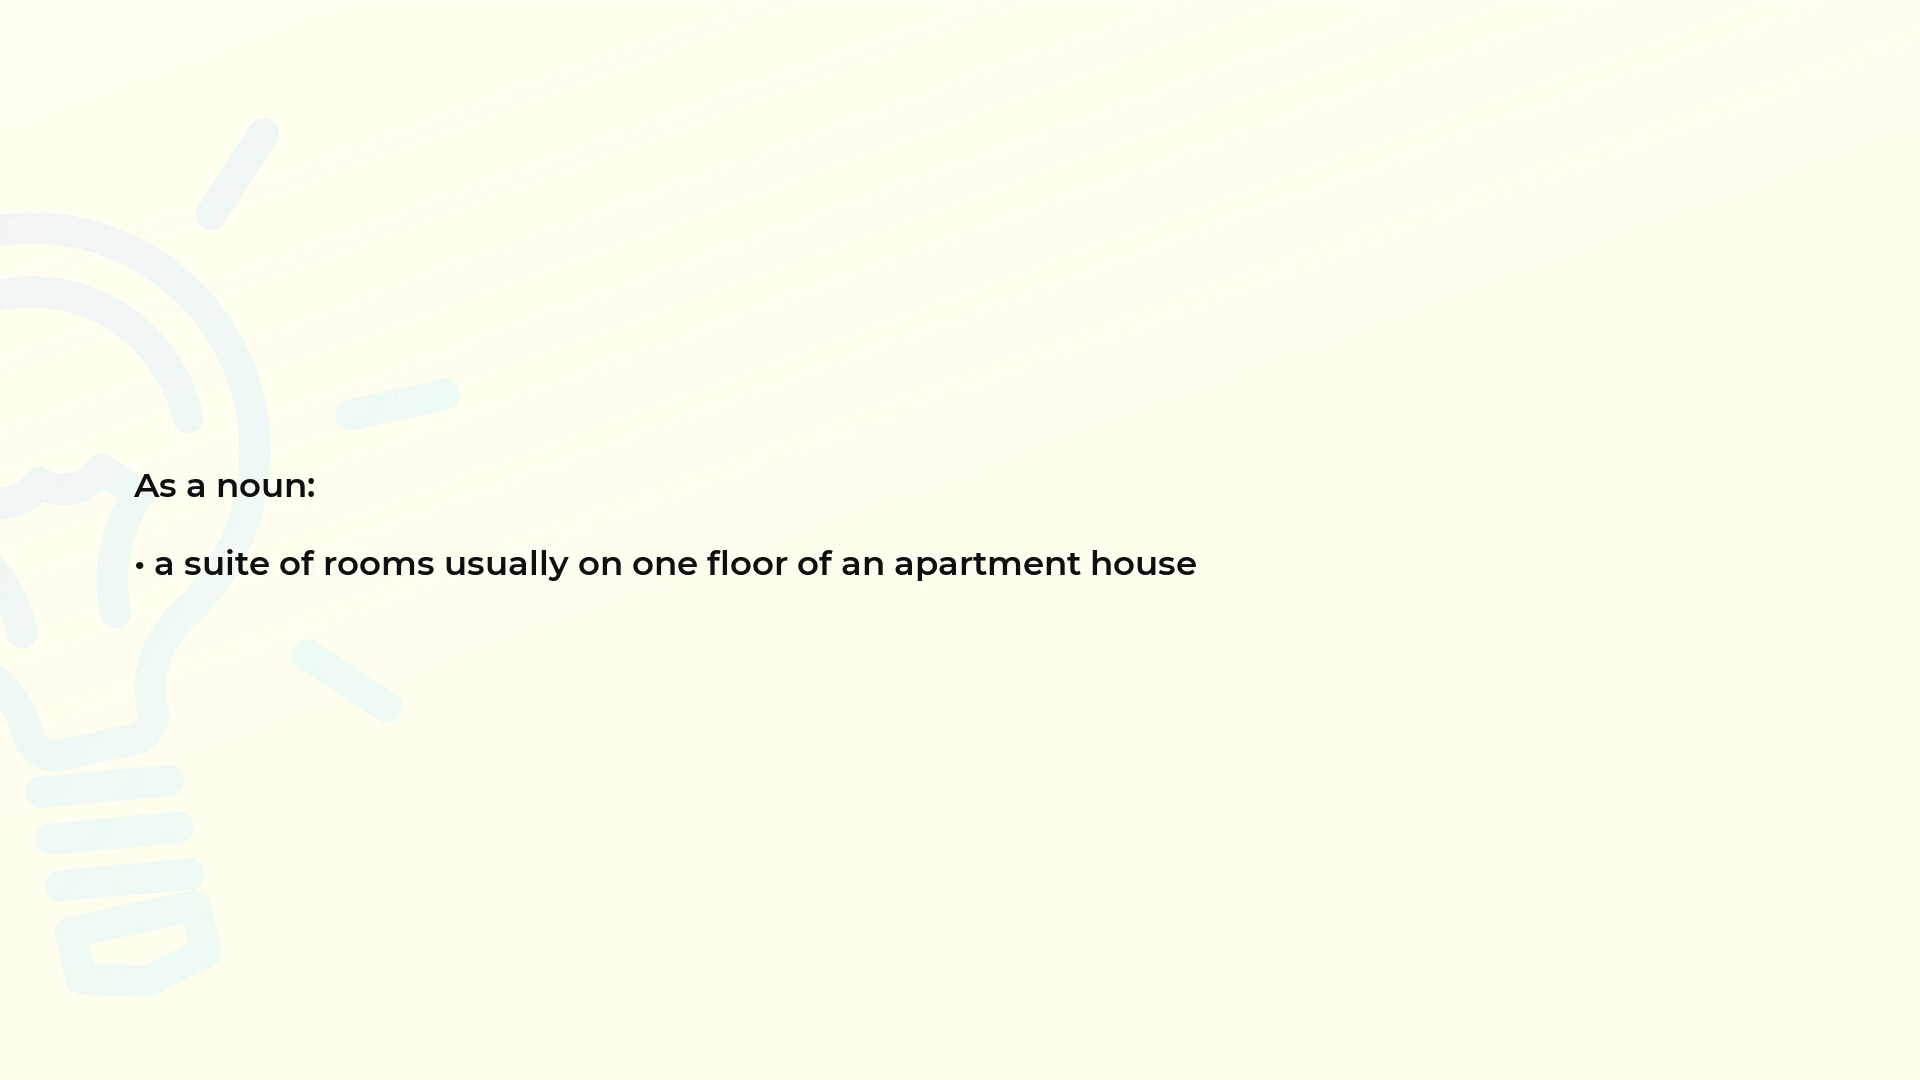 As a noun:
• a suite of rooms usually on one floor of an apartment house